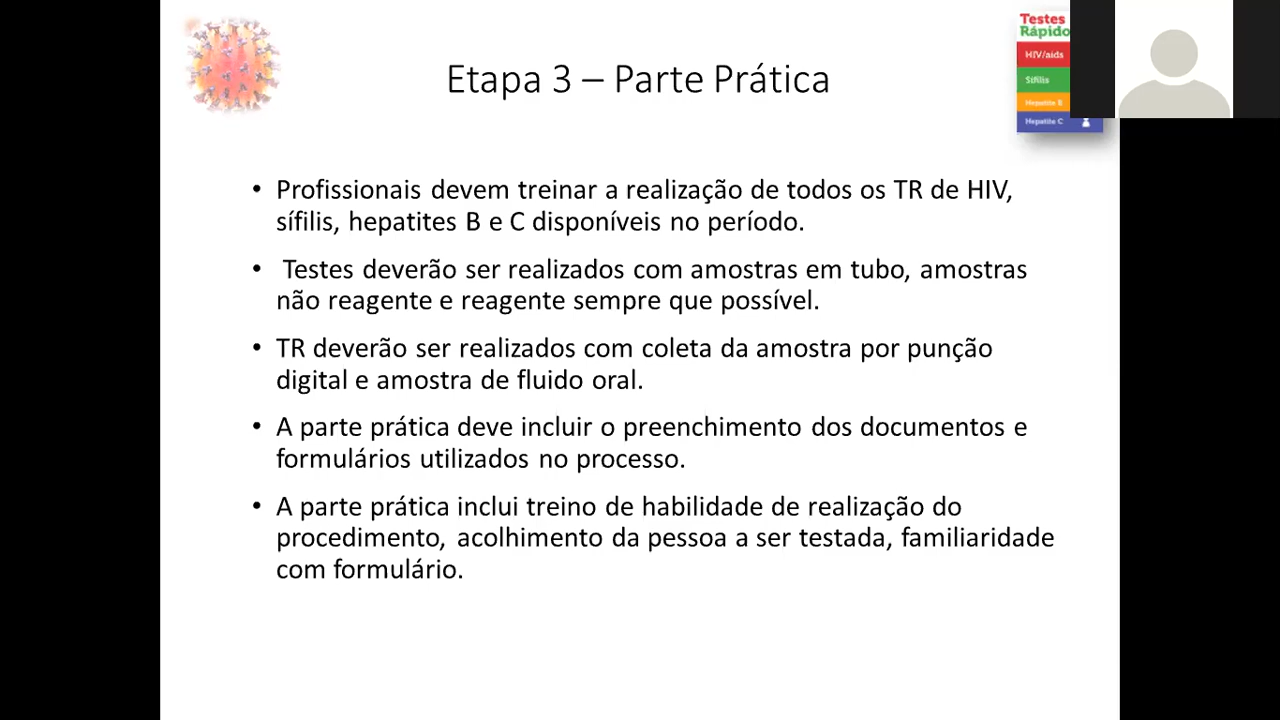 Etapa 3 – Parte Prática
Testes
Rápido
HIV/aids
Sífilis
Hepatite B
Hepatite C
• Profissionais devem treinar a realização de todos os TR de HIV,
sífilis, hepatites B e C disponíveis no período.
• Testes deverão ser realizados com amostras em tubo, amostras
não reagente e reagente sempre que possível.
• TR deverão ser realizados com coleta da amostra por punção
digital e amostra de fluido oral.
• A parte prática deve incluir o preenchimento dos documentos e
formulários utilizados no processo.
• A parte prática inclui treino de habilidade de realização do
procedimento, acolhimento da pessoa a ser testada, familiaridade
com formulário.